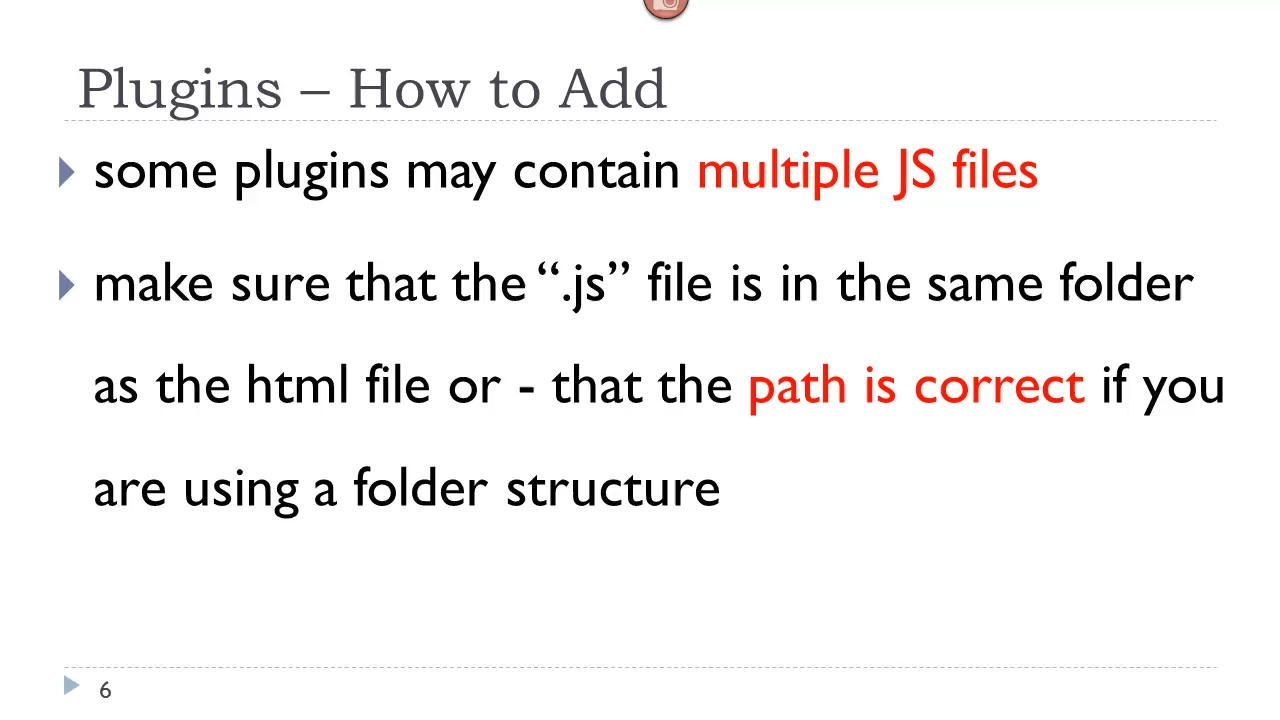 Plugins – How to Add
some plugins may contain multiple JS files
make sure that the “.js” file is in the same folder
as the html file or - that the path is correct if you
are using a folder structure
6